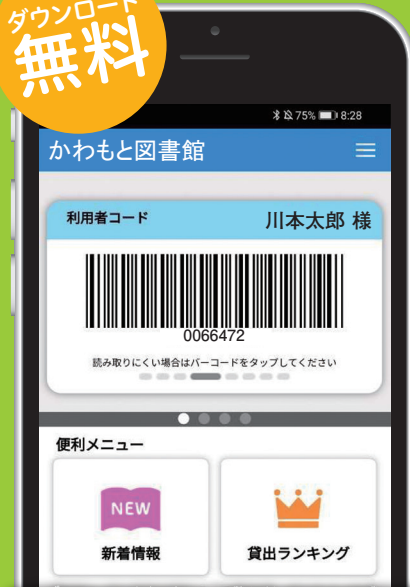 ダウンロード
無料
75% 8:28
かわもと図書館
利用者コード
川本太郎 様
0066472
読み取りにくい場合はバーコードをタップしてください
便利メニュー
NEW
新着情報
貸出ランキング